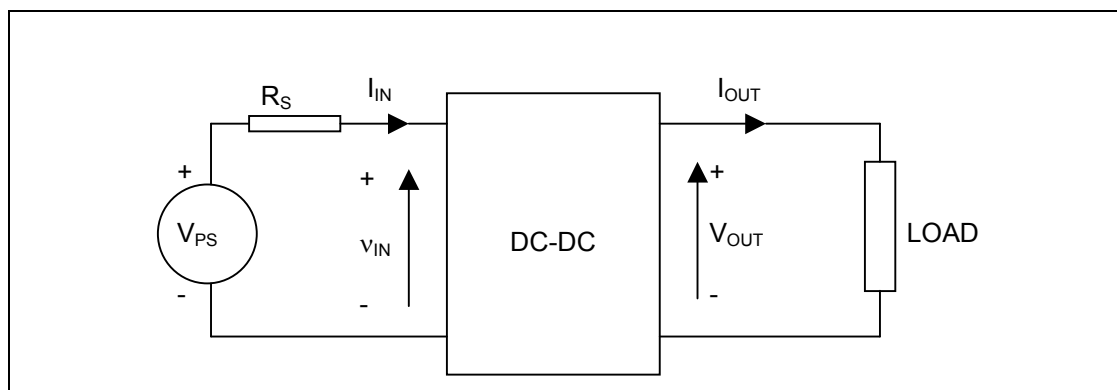 R_S
I_IN
I_OUT
+
V_PS
-
+
ν_IN
-
DC-DC
+
V_OUT
-
LOAD